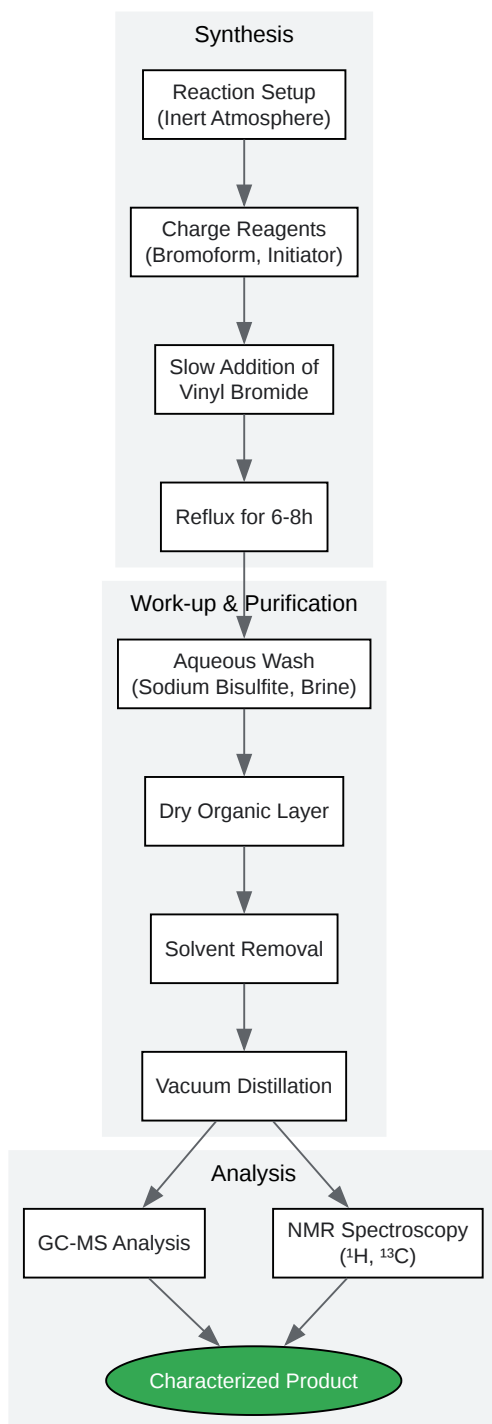 Synthesis
Reaction Setup
(Inert Atmosphere)
Charge Reagents
(Bromoform, Initiator)
Slow Addition of
Vinyl Bromide
Reflux for 6-8h
Work-up & Purification
Aqueous Wash
(Sodium Bisulfite, Brine)
Dry Organic Layer
Solvent Removal
Vacuum Distillation
Analysis
GC-MS Analysis
NMR Spectroscopy
(¹H, ¹³C)
Characterized Product